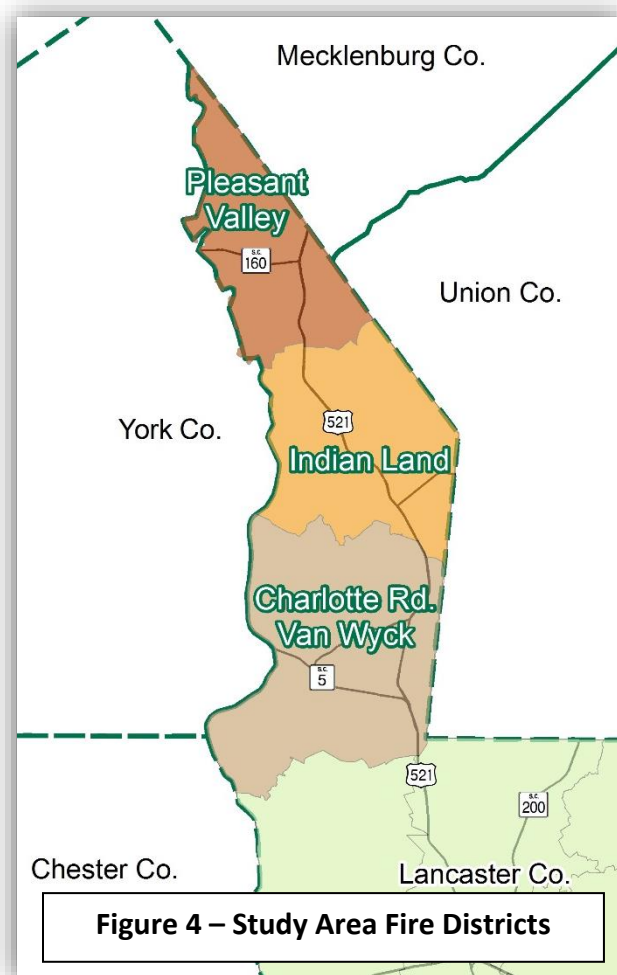 Mecklenburg Co.
Pleasant
Valley
S.C.
160
Union Co.
York Co.
521
Indian Land
Charlotte Rd.
Van Wyck
S.C.
5
521
S.C.
200
Chester Co.
Lancaster Co.
Figure 4 – Study Area Fire Districts